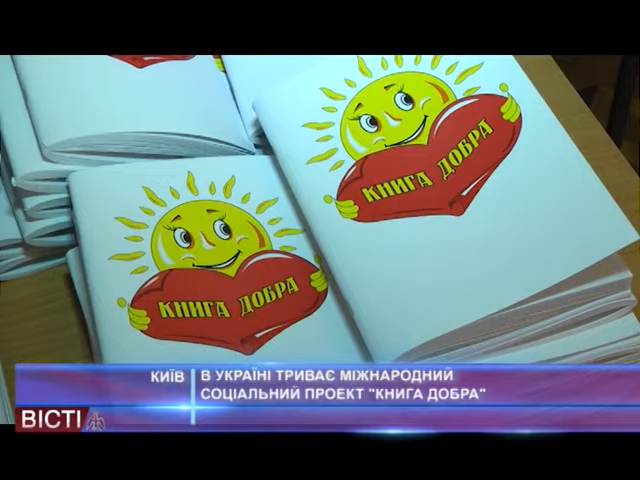 КНИГА ДОБРА
КНИГА ДОБРА
КИЇВ
В УКРАЇНІ ТРИВАЄ МІЖНАРОДНИЙ
СОЦІАЛЬНИЙ ПРОЕКТ "КНИГА ДОБРА"
ВІСТІ